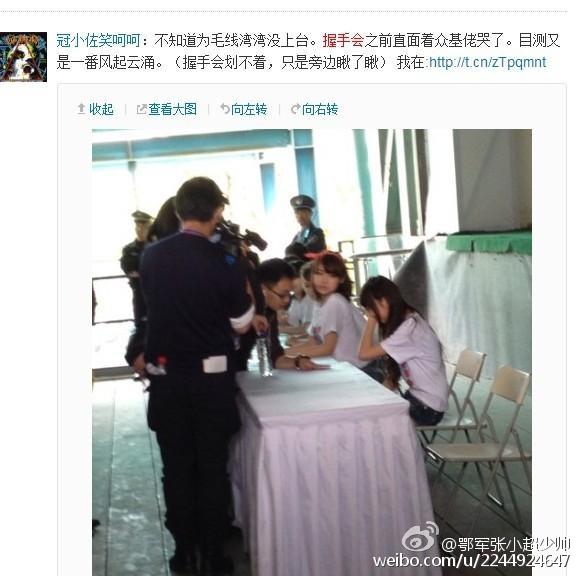 冠小佐笑呵呵：不知道为毛线湾湾没上台。握手会之前直面着众基佬哭了。目测又
是一番风起云涌。（握手会划不着，只是旁边瞅了瞅） 我在:http://t.cn/zTpqmnt
收起 查看大图 向左转 向右转
@鄂军张小超少帅
weibo.com/u/2244924647